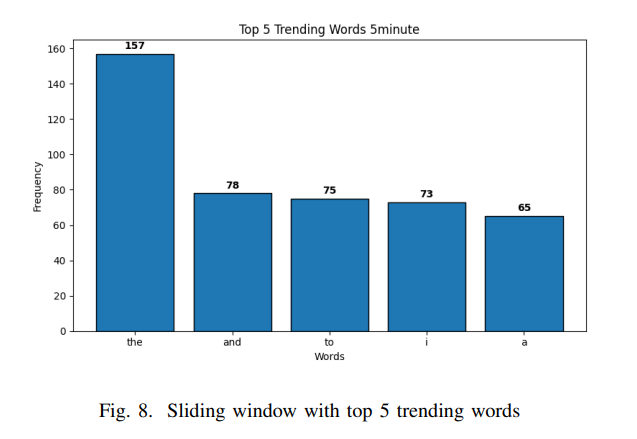 Top 5 Trending Words 5minute
160
140
120
100
80
60
40
20
0
Frequency
157
78
75
73
65
the and to i a
Words
Fig. 8. Sliding window with top 5 trending words